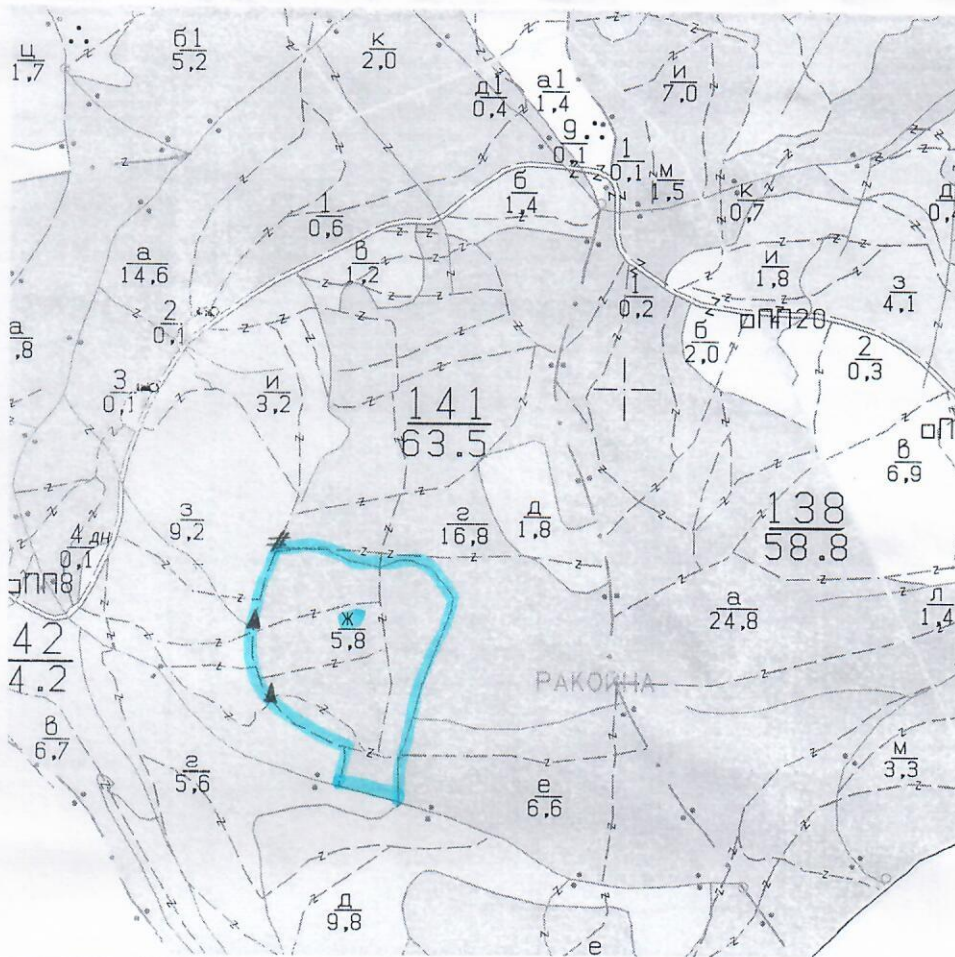 ц
1,7
б1
5,2
к
2,0
д1
0,4
а1
1,4
9
0,1
и
7,0
1
0,1
м
1,5
к
0,7
б
1,4
1
0,6
в
1,2
а
14,6
2
0,1
и
1,8
з
4,1
1
0,2
ПП20
б
2,0
2
0,3
3
0,1
и
3,2
141
63.5
в
6,9
з
9,2
г
16,8
д
1,8
138
58.8
4 дн
0,1
ПП8
ж
5,8
а
24,8
л
1,4
42
4.2
РАКОЙНА
в
6,7
г
5,6
е
6,6
м
3,3
д
9,8
е